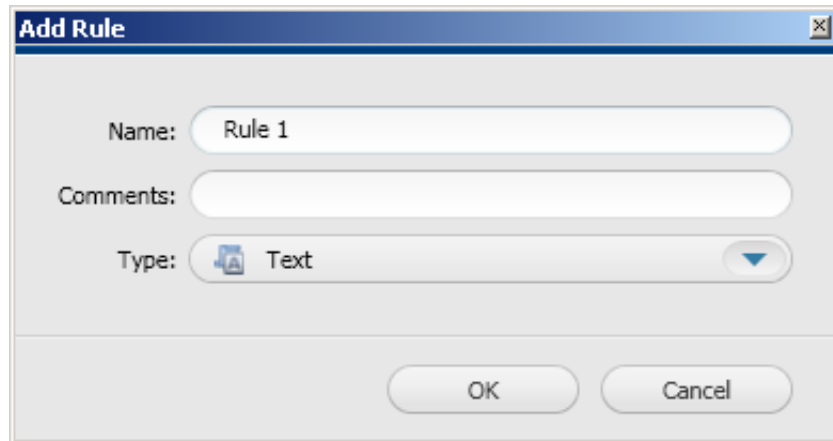 Add Rule
Name: Rule 1
Comments:
Type: Text
OK Cancel